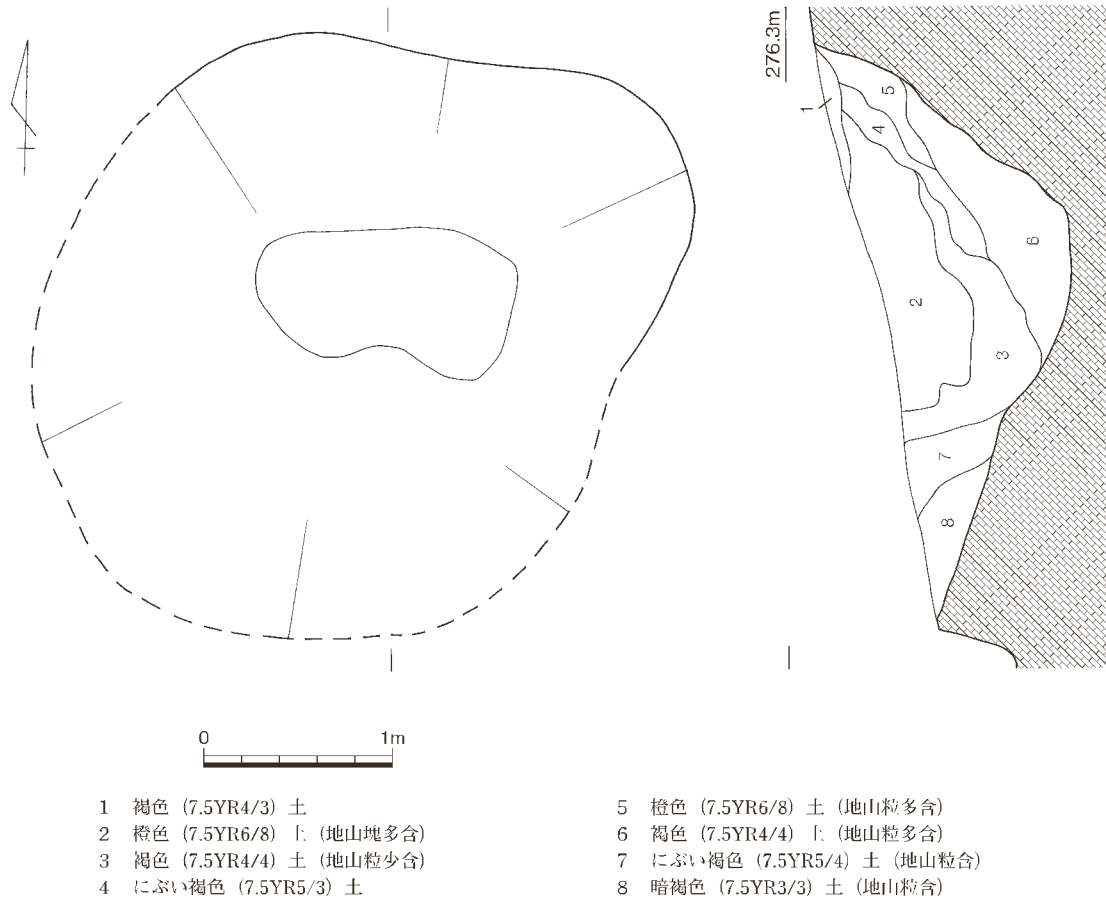 276.3m
1
5
4
6
2
3
7
8
0 1m
1 褐色 (7.5YR4/3) 土
2 橙色 (7.5YR6/8) 土 (地山塊多含)
3 褐色 (7.5YR4/4) 土 (地山粒少含)
4 にぶい褐色 (7.5YR5/3) 土
5 橙色 (7.5YR6/8) 土 (地山粒多含)
6 褐色 (7.5YR4/4) 土 (地山粒多含)
7 にぶい褐色 (7.5YR5/4) 土 (地山粒含)
8 暗褐色 (7.5YR3/3) 土 (地山粒含)